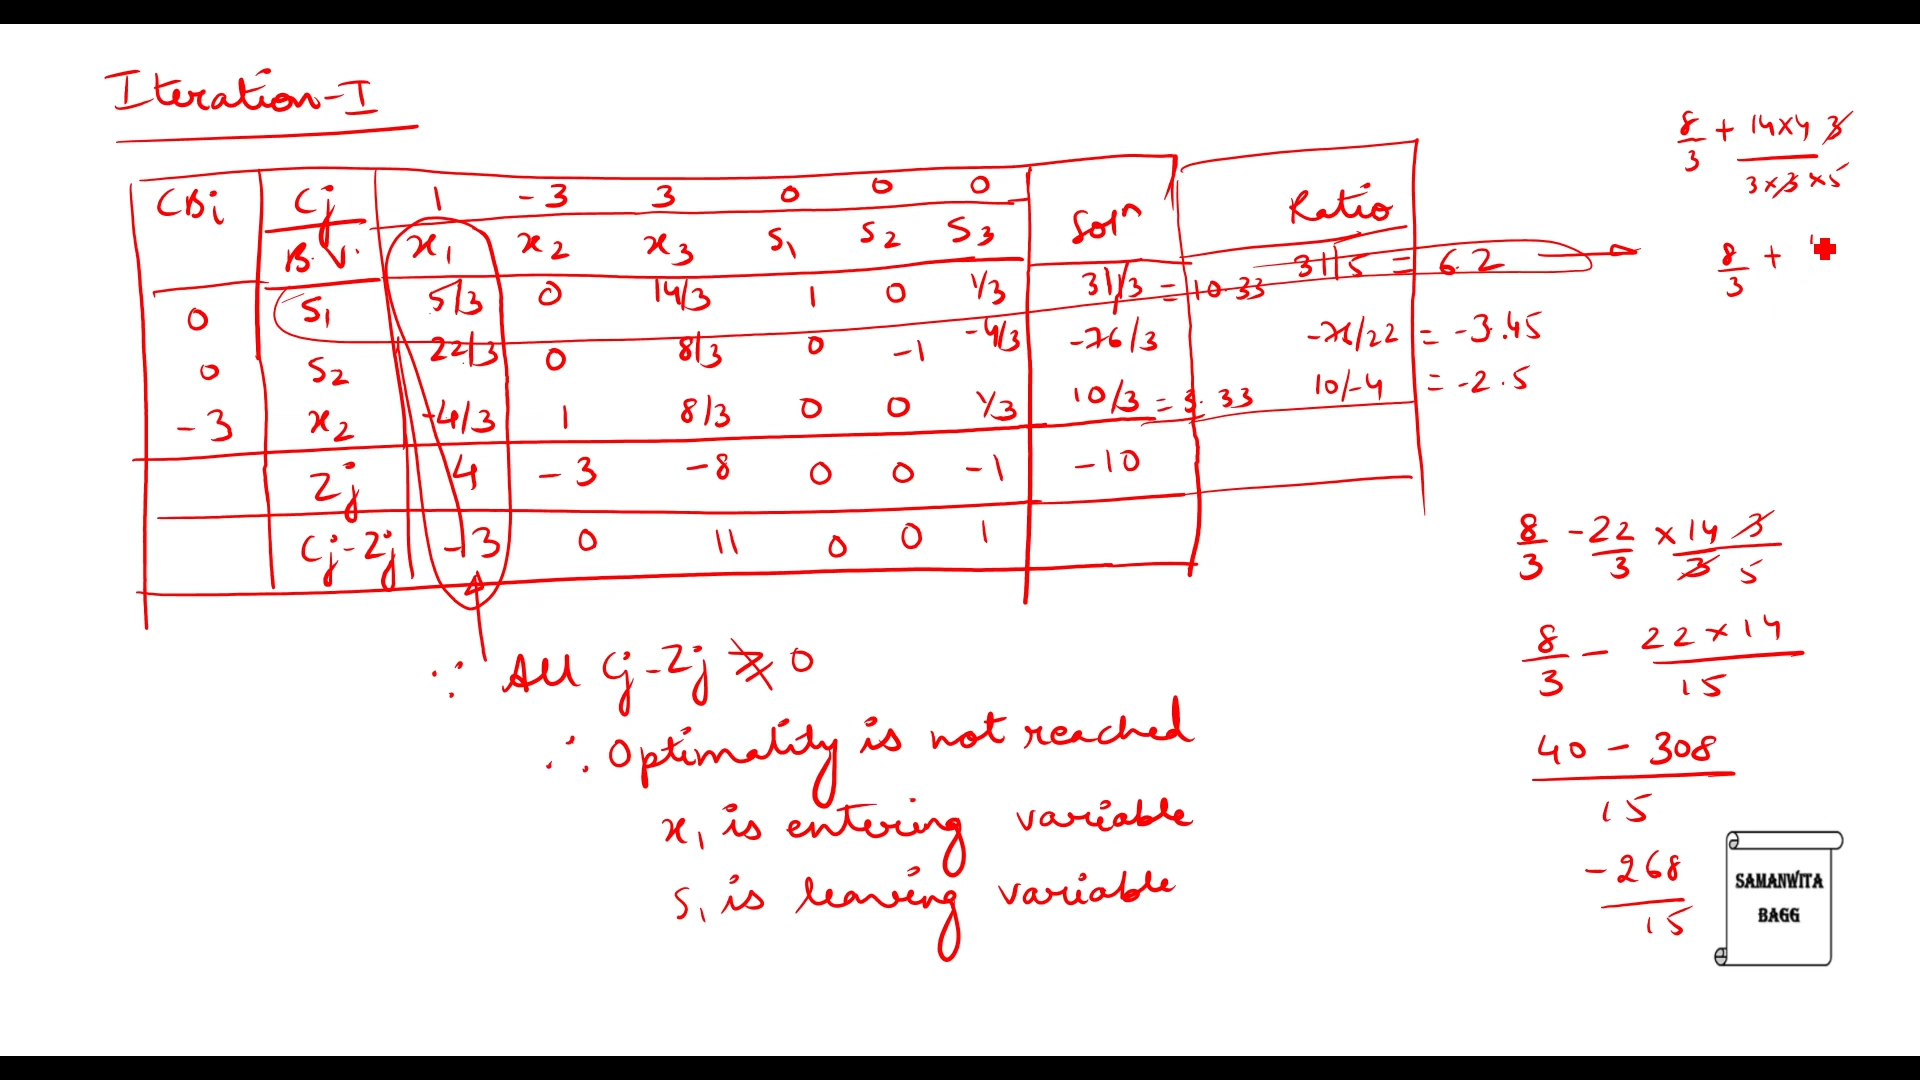 Iteration-I
CBi Cj 1 -3 3 0 0 0 Solⁿ Ratio
B.V. x₁ x₂ x₃ S₁ S₂ S₃
0 S₁ 5/3 0 14/3 1 0 1/3 31/3 = 10.33 31/5 = 6.2
0 S₂ 22/3 0 8/3 0 -1 -4/3 -76/3 -76/22 = -3.45
-3 x₂ -4/3 1 8/3 0 0 1/3 10/3 = 3.33 10/-4 = -2.5
Zj 4 -3 -8 0 0 -1 -10
Cj-Zj -3 0 11 0 0 1
∵ All Cj-Zj ≱ 0
∴ Optimality is not reached
x₁ is entering variable
S₁ is leaving variable
8/3 + 14×4 3/3×3×5
8/3 +
8/3 - 22/3 × 14 3/3 5
8/3 - 22×14/15
40 - 308/15
-268/15
SAMANWITA
BAGG